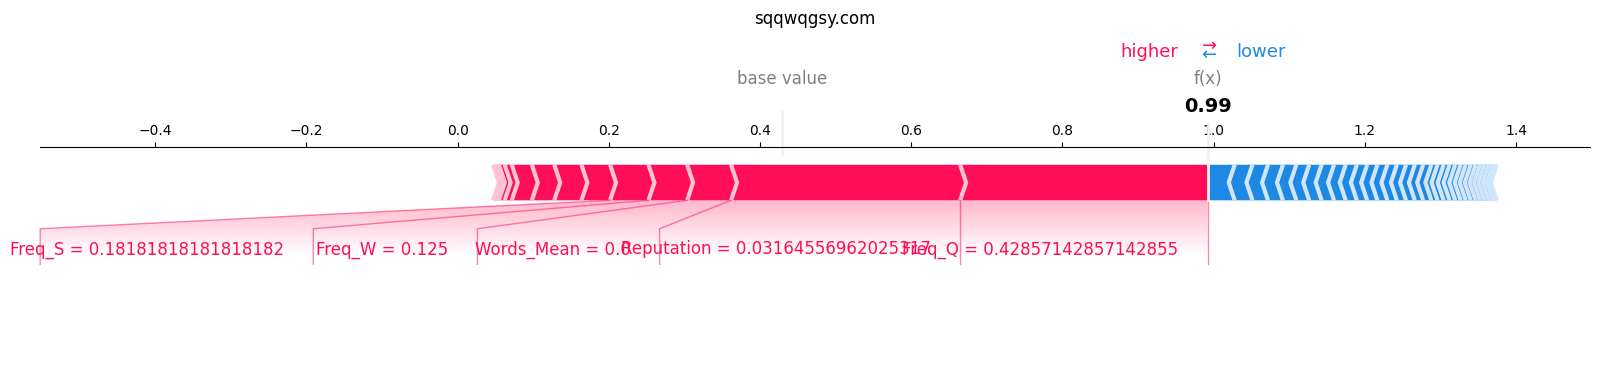 sqqwqgsy.com
higher → ← lower
base value f(x)
0.99
−0.4 −0.2 0.0 0.2 0.4 0.6 0.8 1.0 1.2 1.4
Freq_S = 0.18181818181818182 Freq_W = 0.125 Words_Mean = 0.0 Reputation = 0.03164556962025317 Freq_Q = 0.42857142857142855